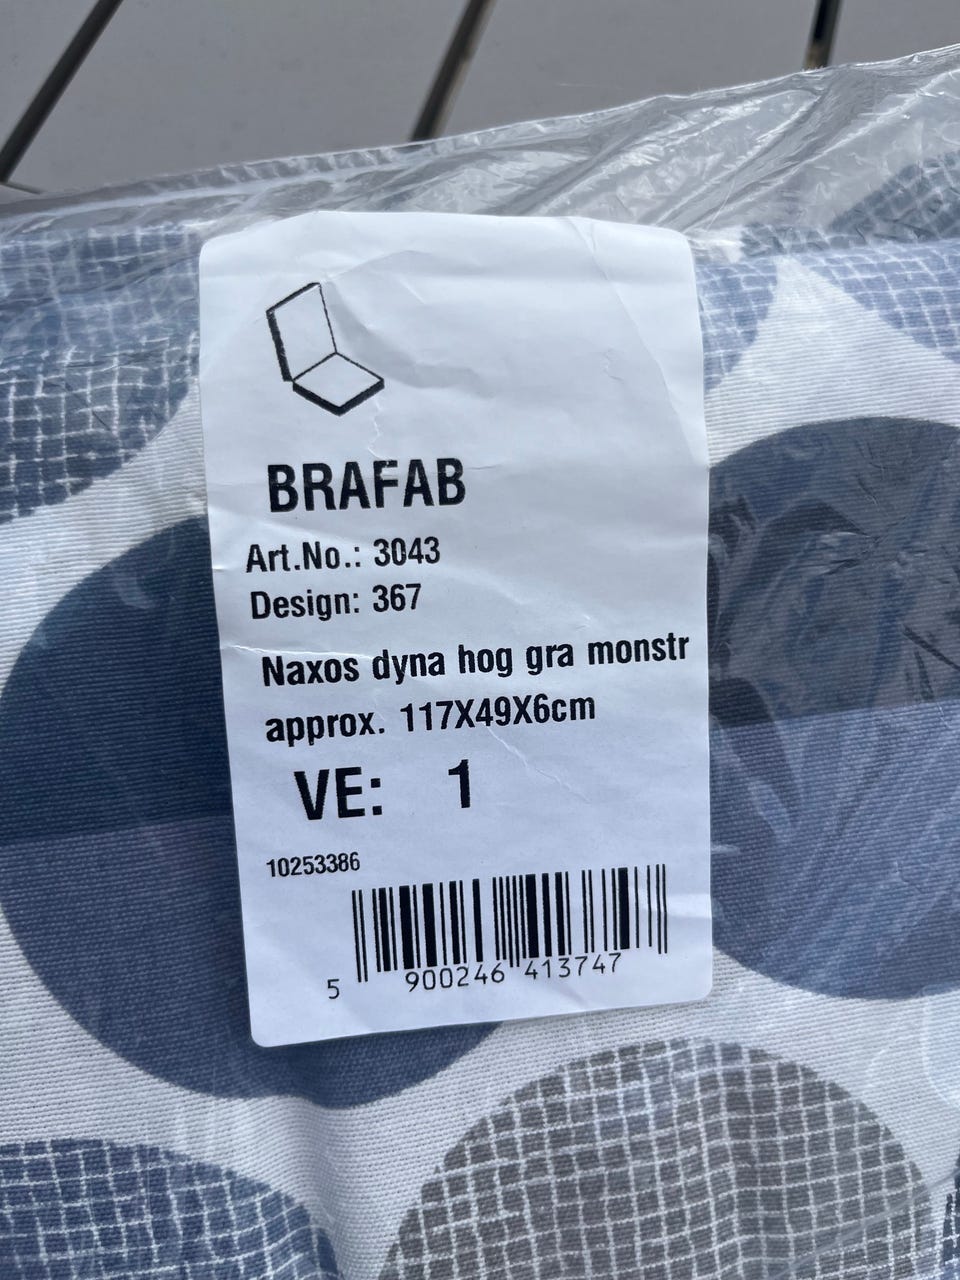 BRAFAB
Art.No.: 3043
Design: 367
Naxos dyna hog gra monstr
approx. 117X49X6cm
VE: 1
10253386
5 900246 413747